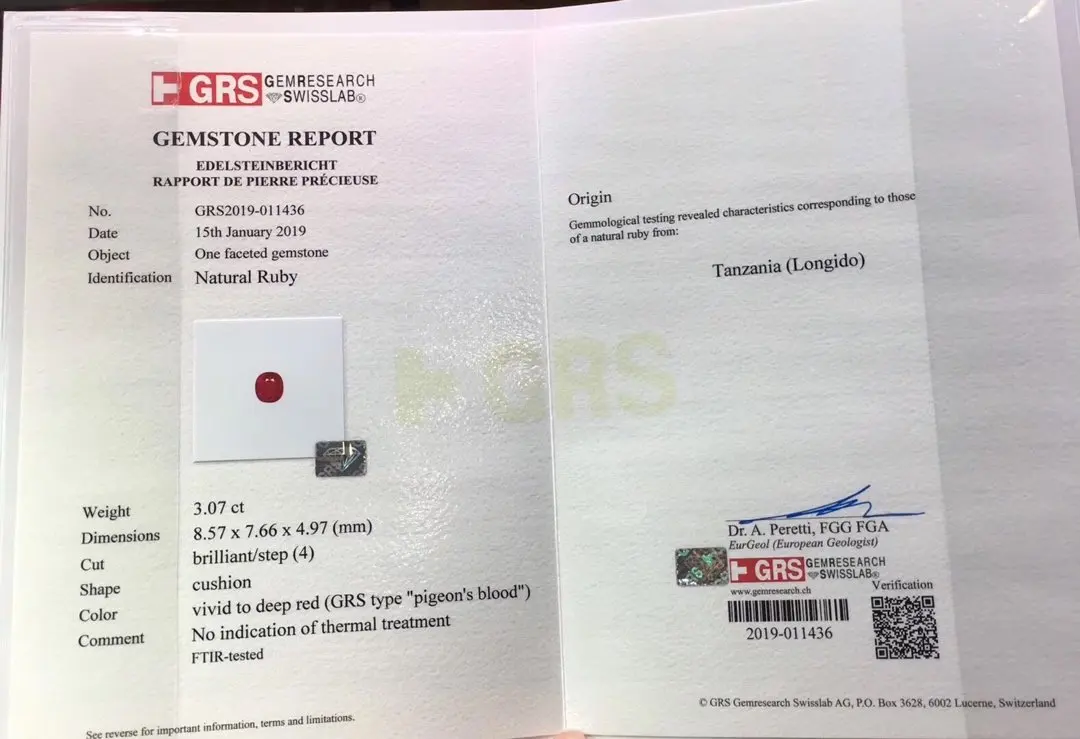 GRS GEMRESEARCH
SWISSLAB®
GEMSTONE REPORT
EDELSTEINBERICHT
RAPPORT DE PIERRE PRÉCIEUSE
No. GRS2019-011436
Date 15th January 2019
Object One faceted gemstone
Identification Natural Ruby
Weight 3.07 ct
Dimensions 8.57 x 7.66 x 4.97 (mm)
Cut brilliant/step (4)
Shape cushion
Color vivid to deep red (GRS type "pigeon's blood")
Comment No indication of thermal treatment
FTIR-tested
See reverse for important information, terms and limitations.
GRS
Origin
Gemmological testing revealed characteristics corresponding to those
of a natural ruby from:
Tanzania (Longido)
Dr. A. Peretti, FGG FGA
EurGeol (European Geologist)
GRS GEMRESEARCH
SWISSLAB®
www.gemresearch.ch
Verification
2019-011436
© GRS Gemresearch Swisslab AG, P.O. Box 3628, 6002 Lucerne, Switzerland